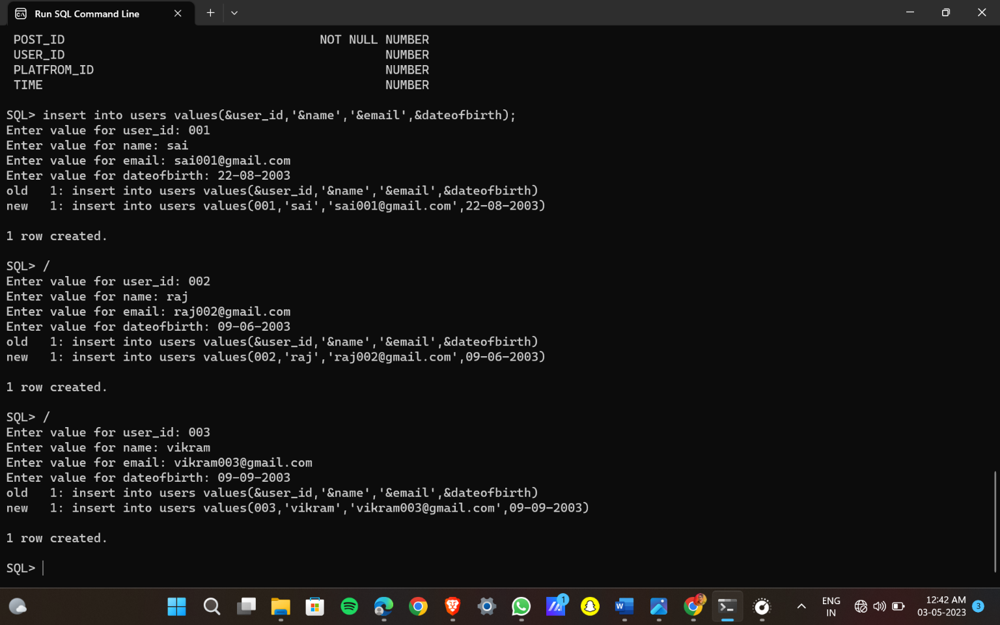 Run SQL Command Line
POST_ID NOT NULL NUMBER
USER_ID NUMBER
PLATFROM_ID NUMBER
TIME NUMBER
SQL> insert into users values(&user_id,'&name','&email',&dateofbirth);
Enter value for user_id: 001
Enter value for name: sai
Enter value for email: sai001@gmail.com
Enter value for dateofbirth: 22-08-2003
old   1: insert into users values(&user_id,'&name','&email',&dateofbirth)
new   1: insert into users values(001,'sai','sai001@gmail.com',22-08-2003)
1 row created.
SQL> /
Enter value for user_id: 002
Enter value for name: raj
Enter value for email: raj002@gmail.com
Enter value for dateofbirth: 09-06-2003
old   1: insert into users values(&user_id,'&name','&email',&dateofbirth)
new   1: insert into users values(002,'raj','raj002@gmail.com',09-06-2003)
1 row created.
SQL> /
Enter value for user_id: 003
Enter value for name: vikram
Enter value for email: vikram003@gmail.com
Enter value for dateofbirth: 09-09-2003
old   1: insert into users values(&user_id,'&name','&email',&dateofbirth)
new   1: insert into users values(003,'vikram','vikram003@gmail.com',09-09-2003)
1 row created.
SQL>
1
W
ENG
IN
12:42 AM
03-05-2023
3